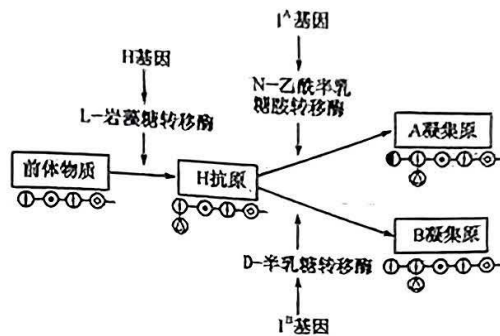 I^A基因
H基因
N-乙酰半乳
糖胺转移酶
L-岩藻糖转移酶
A凝集原
前体物质
H抗原
B凝集原
D-半乳糖转移酶
I^B基因